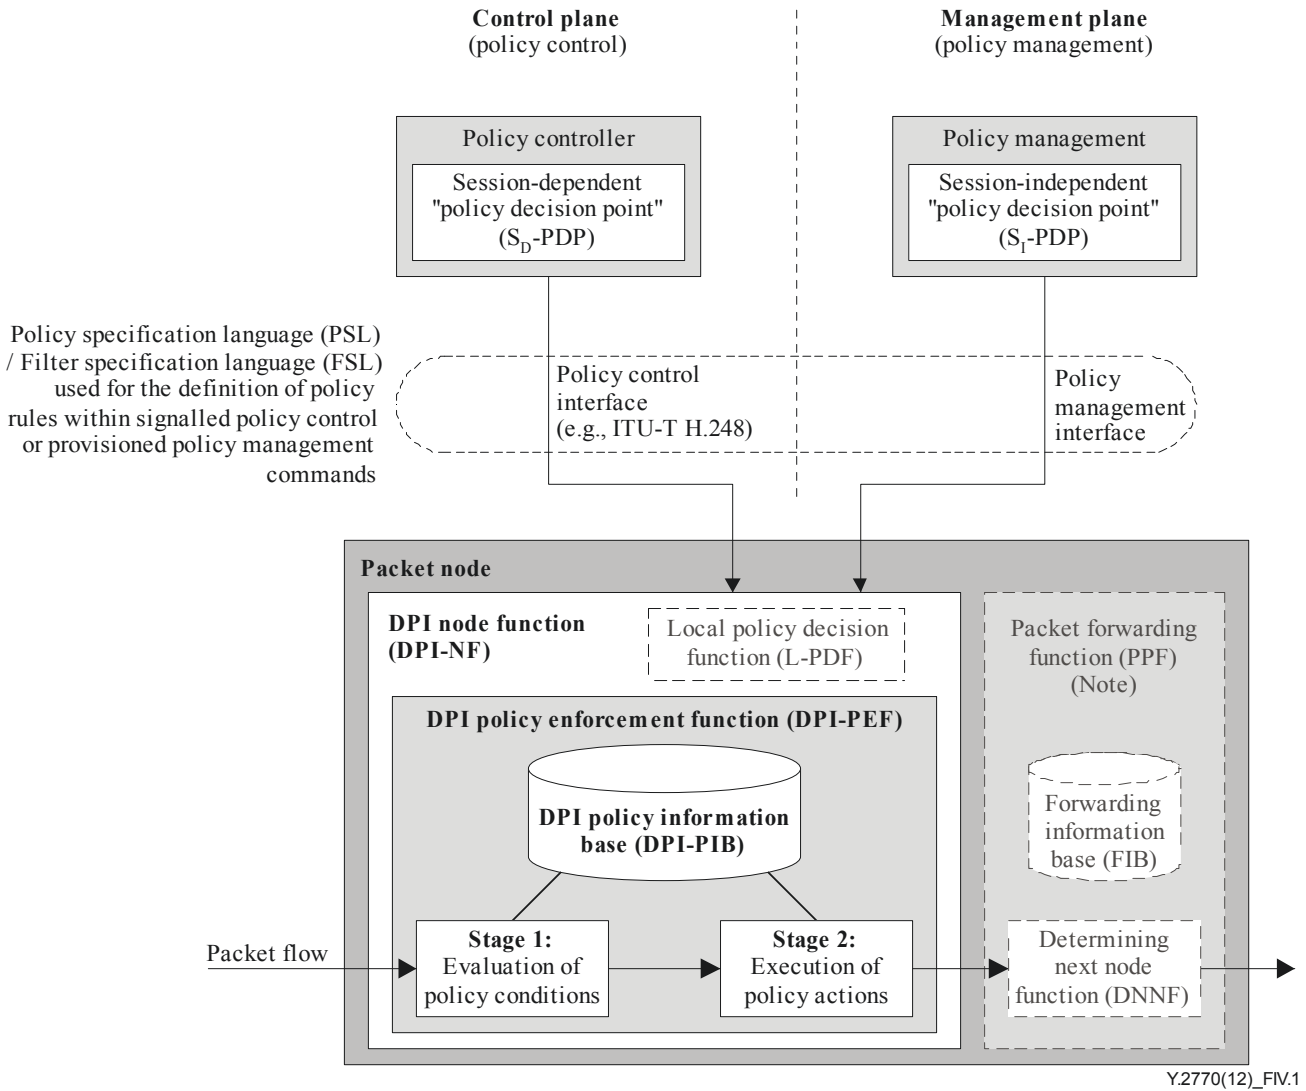 Control plane
(policy control)
Management plane
(policy management)
Policy controller
Session-dependent
"policy decision point"
(S_D-PDP)
Policy management
Session-independent
"policy decision point"
(S_I-PDP)
Policy specification language (PSL)
/ Filter specification language (FSL)
used for the definition of policy
rules within signalled policy control
or provisioned policy management
commands
Policy control
interface
(e.g., ITU-T H.248)
Policy
management
interface
Packet node
DPI node function
(DPI-NF)
Local policy decision
function (L-PDF)
Packet forwarding
function (PPF)
(Note)
DPI policy enforcement function (DPI-PEF)
DPI policy information
base (DPI-PIB)
Forwarding
information
base (FIB)
Packet flow
Stage 1:
Evaluation of
policy conditions
Stage 2:
Execution of
policy actions
Determining
next node
function (DNNF)
Y.2770(12)_FIV.1